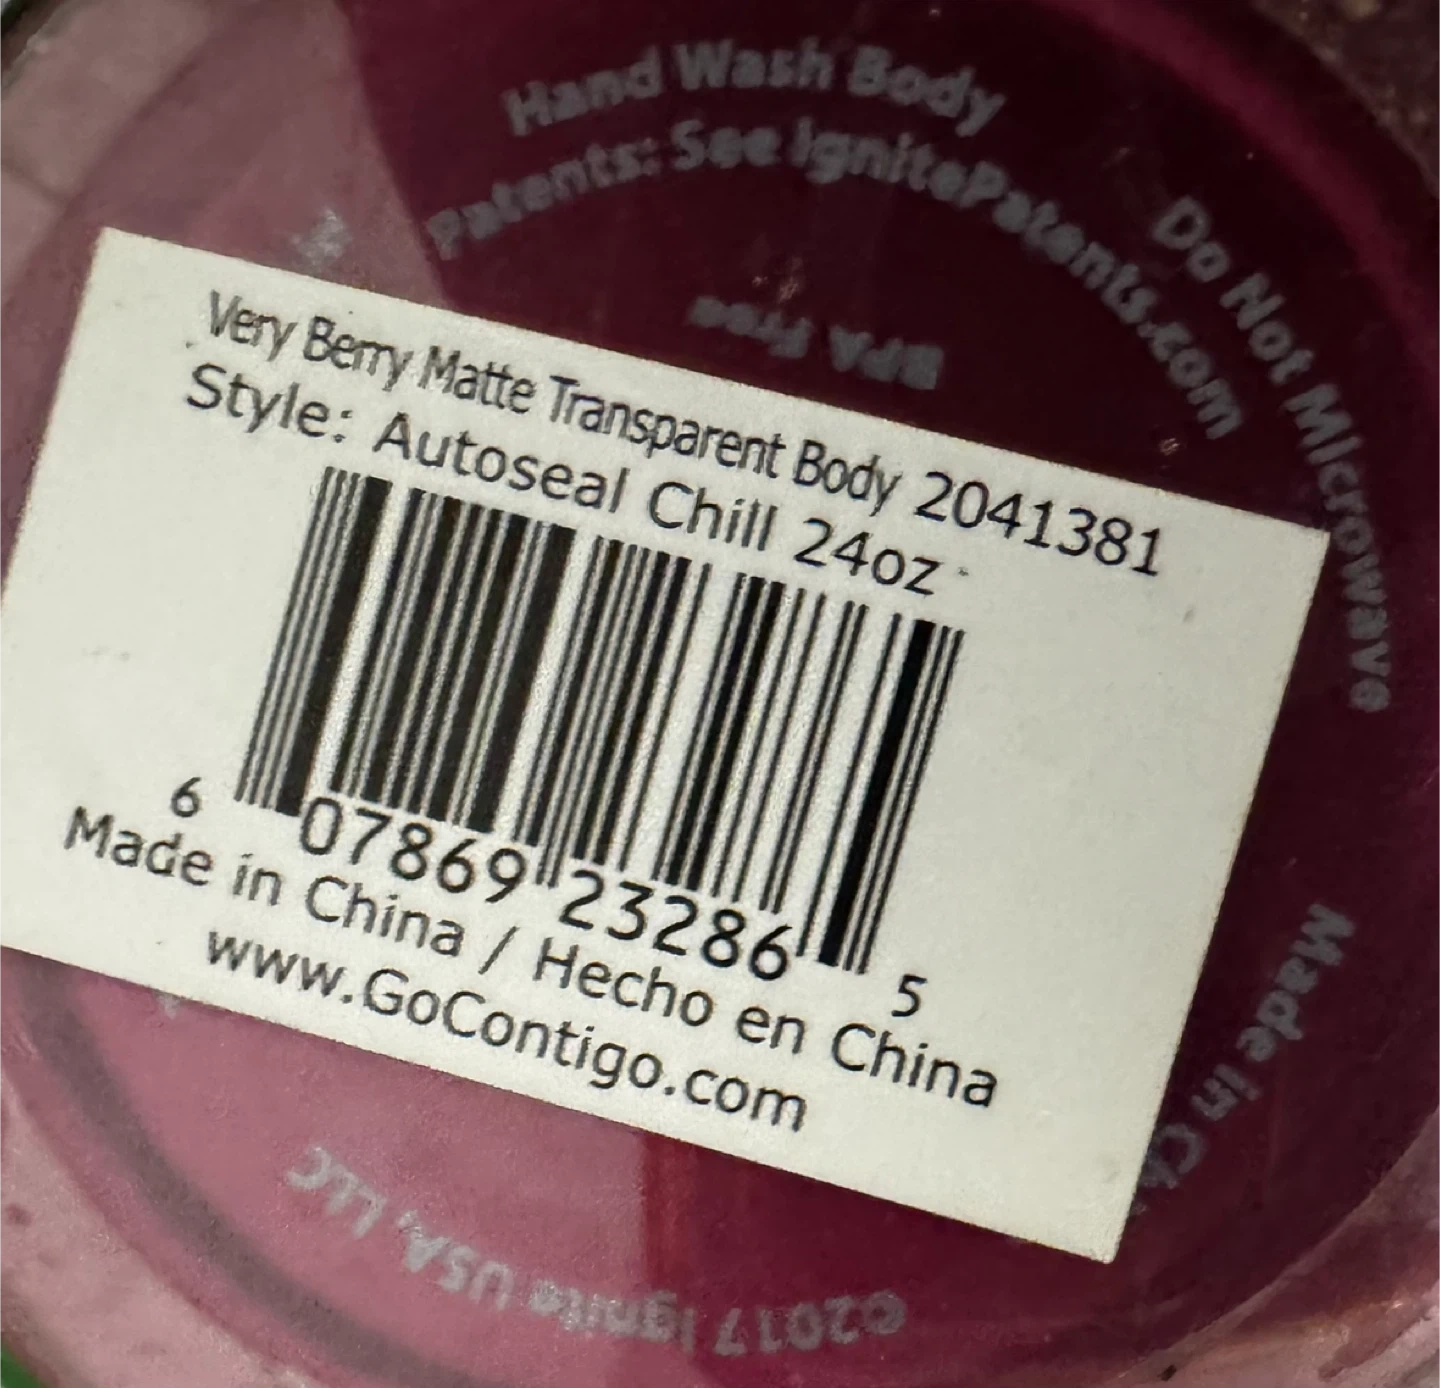 Hand Wash Body
Patents: See IgnitePatents.com
Do Not Microwave
BPA Free
Very Berry Matte Transparent Body 2041381
Style: Autoseal Chill 24oz
6 07869 23286 5
Made in China / Hecho en China
www.GoContigo.com
Made in
©2017 Ignite USA, LLC